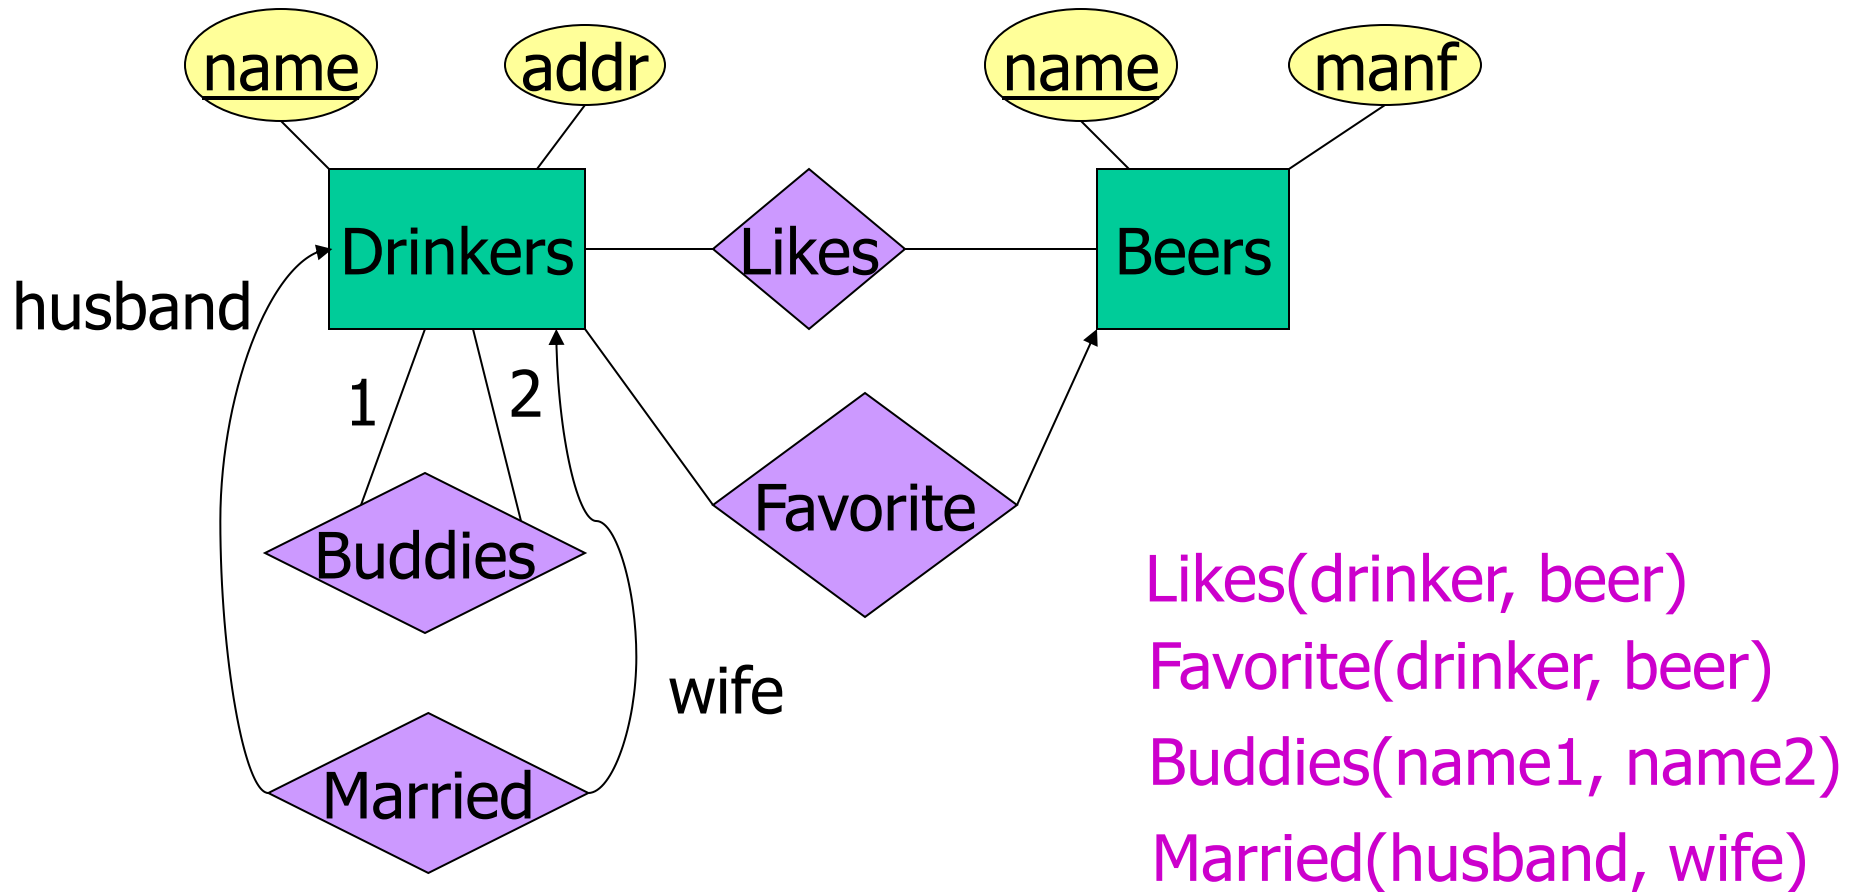 name
addr
name
manf
Drinkers
Likes
Beers
husband
1
2
Buddies
Favorite
wife
Married
Likes(drinker, beer)
Favorite(drinker, beer)
Buddies(name1, name2)
Married(husband, wife)